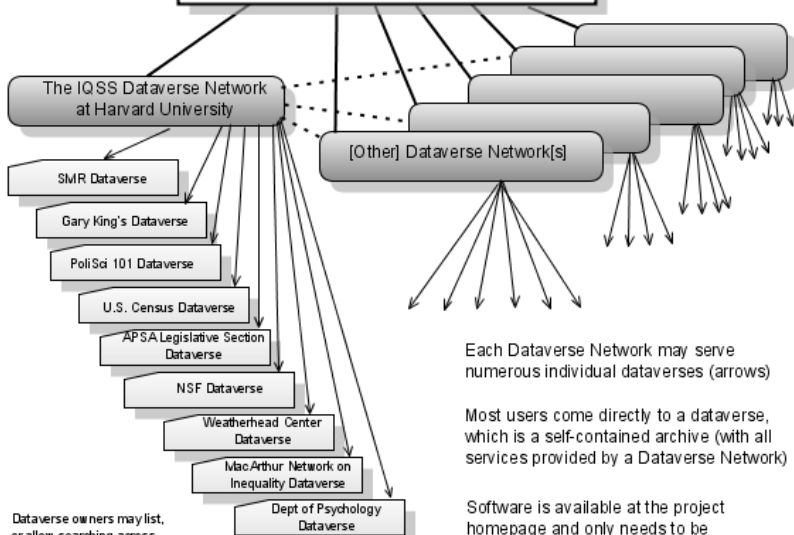 The IQSS Dataverse Network
at Harvard University
[Other] Dataverse Network[s]
SMR Dataverse
Gary King's Dataverse
PoliSci 101 Dataverse
U.S. Census Dataverse
APSA Legislative Section
Dataverse
NSF Dataverse
Weatherhead Center
Dataverse
MacArthur Network on
Inequality Dataverse
Dept of Psychology
Dataverse
Each Dataverse Network may serve
numerous individual dataverses (arrows)
Most users come directly to a dataverse,
which is a self-contained archive (with all
services provided by a Dataverse Network)
Software is available at the project
homepage and only needs to be
Dataverse owners may list,
or allow searching across